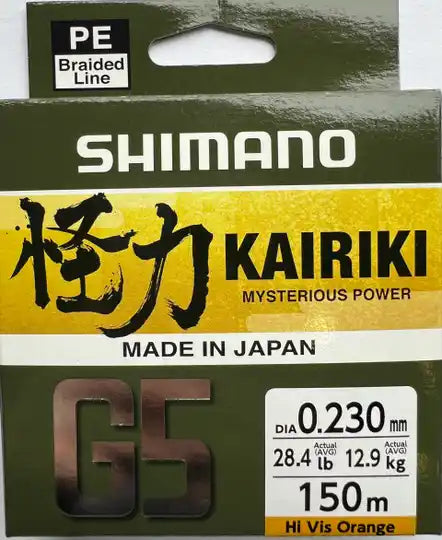 PE
Braided
Line
SHIMANO
怪力 KAIRIKI
MYSTERIOUS POWER
MADE IN JAPAN
G5
DIA 0.230 mm
28.4 Actual (AVG) lb 12.9 Actual (AVG) kg
150m
Hi Vis Orange